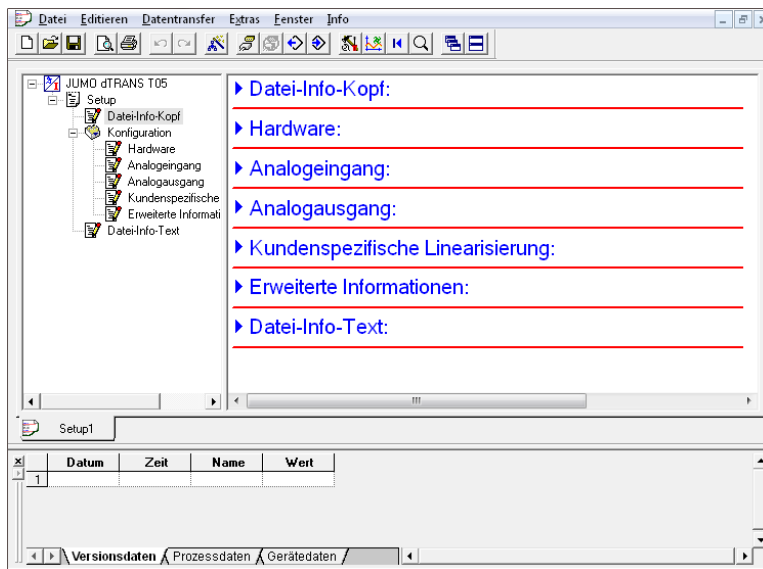 Datei Editieren Datentransfer Extras Fenster Info
JUMO dTRANS T05
Setup
Datei-Info-Kopf
Konfiguration
Hardware
Analogeingang
Analogausgang
Kundenspezifische
Erweiterte Informati
Datei-Info-Text
Datei-Info-Kopf:
Hardware:
Analogeingang:
Analogausgang:
Kundenspezifische Linearisierung:
Erweiterte Informationen:
Datei-Info-Text:
Setup1
Datum Zeit Name Wert
1
Versionsdaten Prozessdaten Gerätedaten